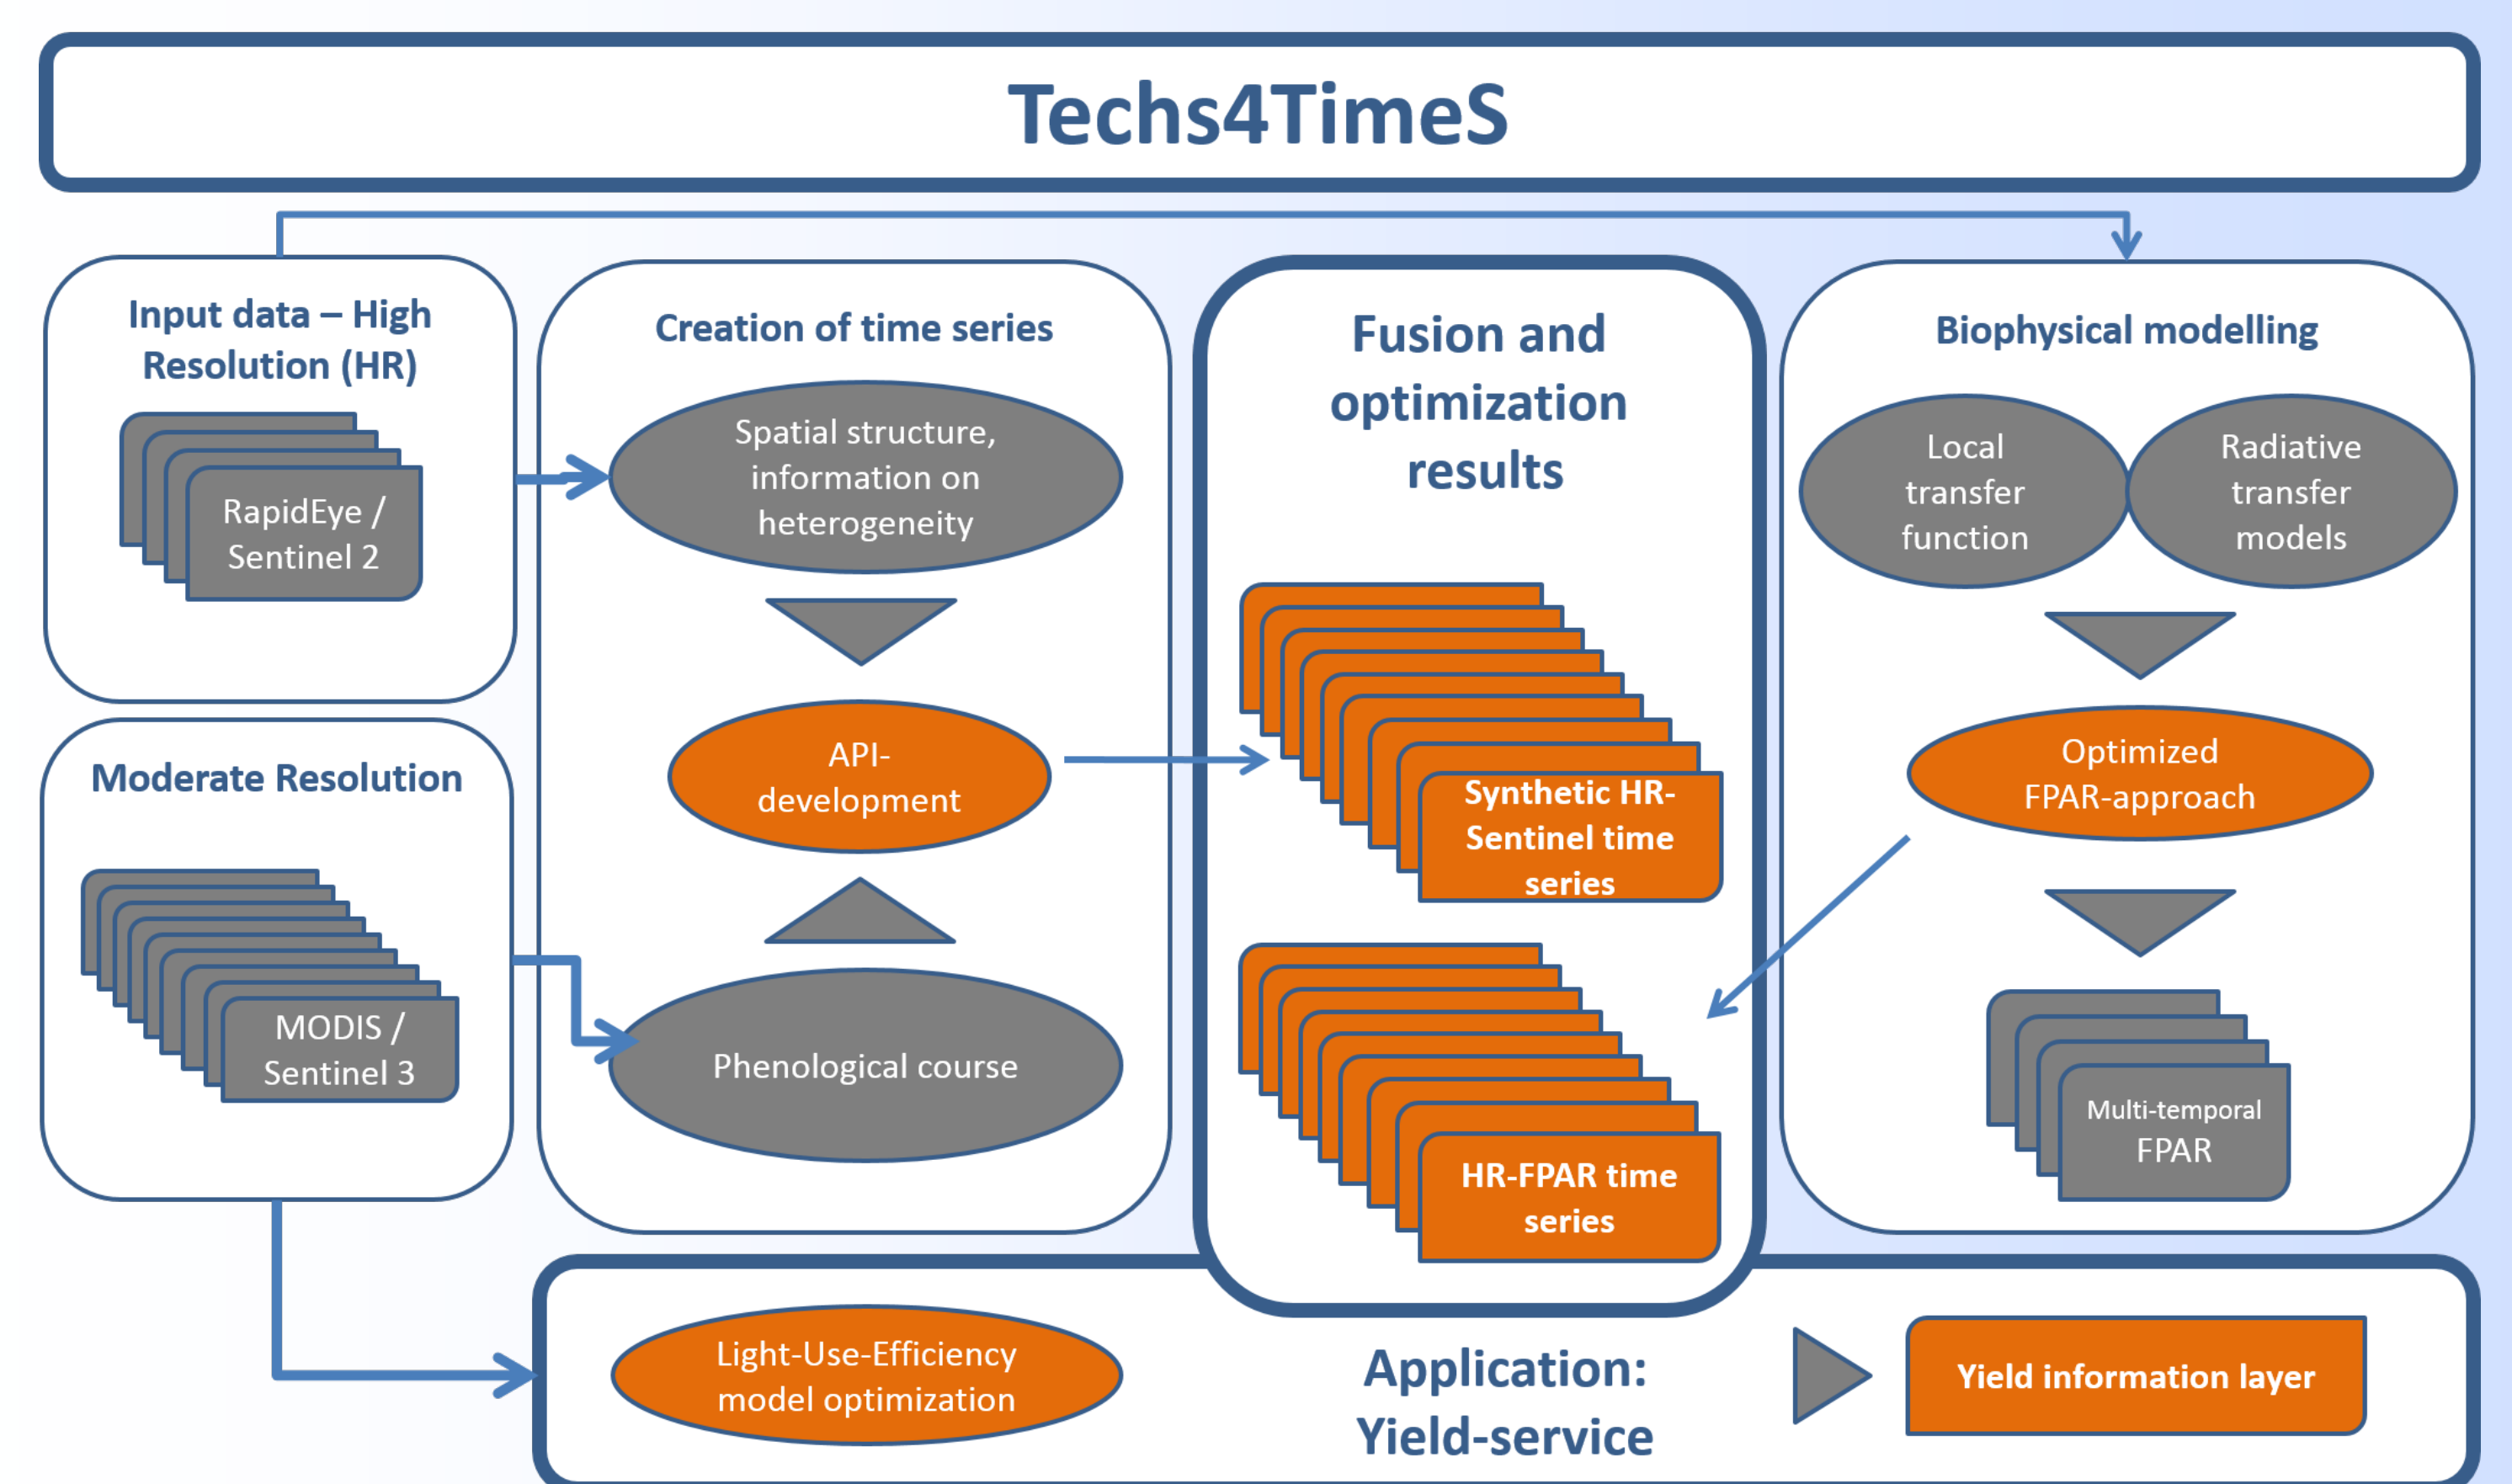 Techs4TimeS
Input data – High
Resolution (HR)
RapidEye /
Sentinel 2
Moderate Resolution
MODIS /
Sentinel 3
Creation of time series
Spatial structure,
information on
heterogeneity
API-
development
Phenological course
Fusion and
optimization
results
Synthetic HR-
Sentinel time
series
HR-FPAR time
series
Biophysical modelling
Local
transfer
function
Radiative
transfer
models
Optimized
FPAR-approach
Multi-temporal
FPAR
Light-Use-Efficiency
model optimization
Application:
Yield-service
Yield information layer